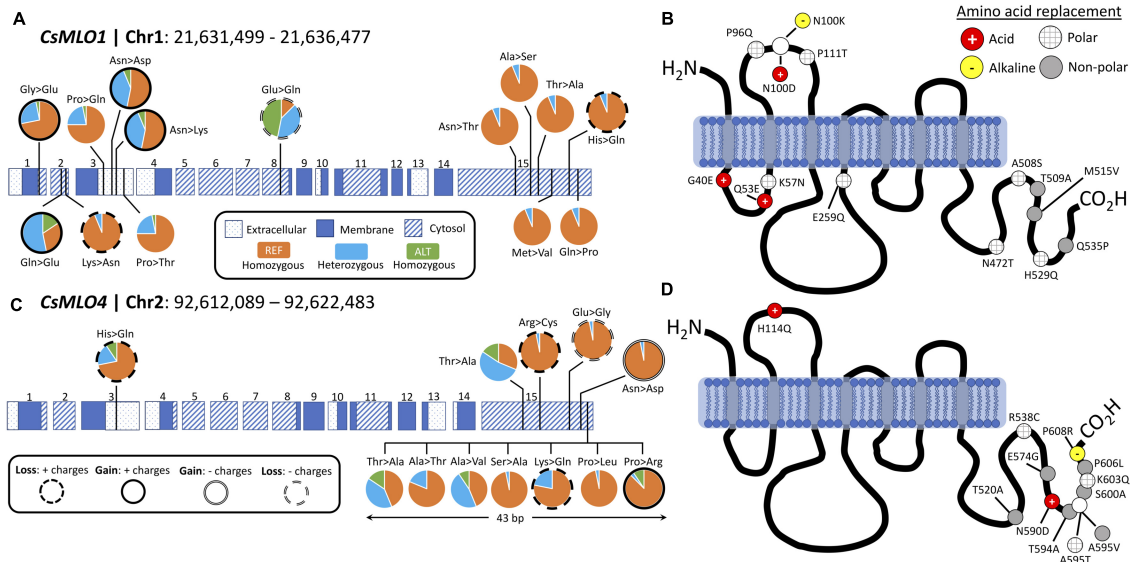 A
CsMLO1 | Chr1: 21,631,499 - 21,636,477
Asn>Asp
Gly>Glu
Pro>Gln
Asn>Lys
Glu>Gln
Ala>Ser
Thr>Ala
Asn>Thr
His>Gln
1 2 3 4 5 6 7 8 9 10 11 12 13 14 15
Gln>Glu
Lys>Asn
Pro>Thr
Met>Val
Gln>Pro
Extracellular Membrane Cytosol
REF ALT
Homozygous Heterozygous Homozygous
B
Amino acid replacement
+ Acid Polar
- Alkaline Non-polar
H2N
P96Q
- N100K
P111T
+
N100D
+
G40E
Q53E
+
K57N
E259Q
A508S
T509A
M515V
CO2H
N472T
H529Q
Q535P
C
CsMLO4 | Chr2: 92,612,089 – 92,622,483
His>Gln
Thr>Ala
Arg>Cys
Glu>Gly
Asn>Asp
1 2 3 4 5 6 7 8 9 10 11 12 13 14 15
Thr>Ala Ala>Thr Ala>Val Ser>Ala Lys>Gln Pro>Leu Pro>Arg
43 bp
Loss: + charges Gain: + charges Gain: - charges Loss: - charges
D
H2N
+
H114Q
R538C
P608R
CO2H
-
E574G
P606L
K603Q
S600A
T520A
+
N590D
T594A
A595T
A595V